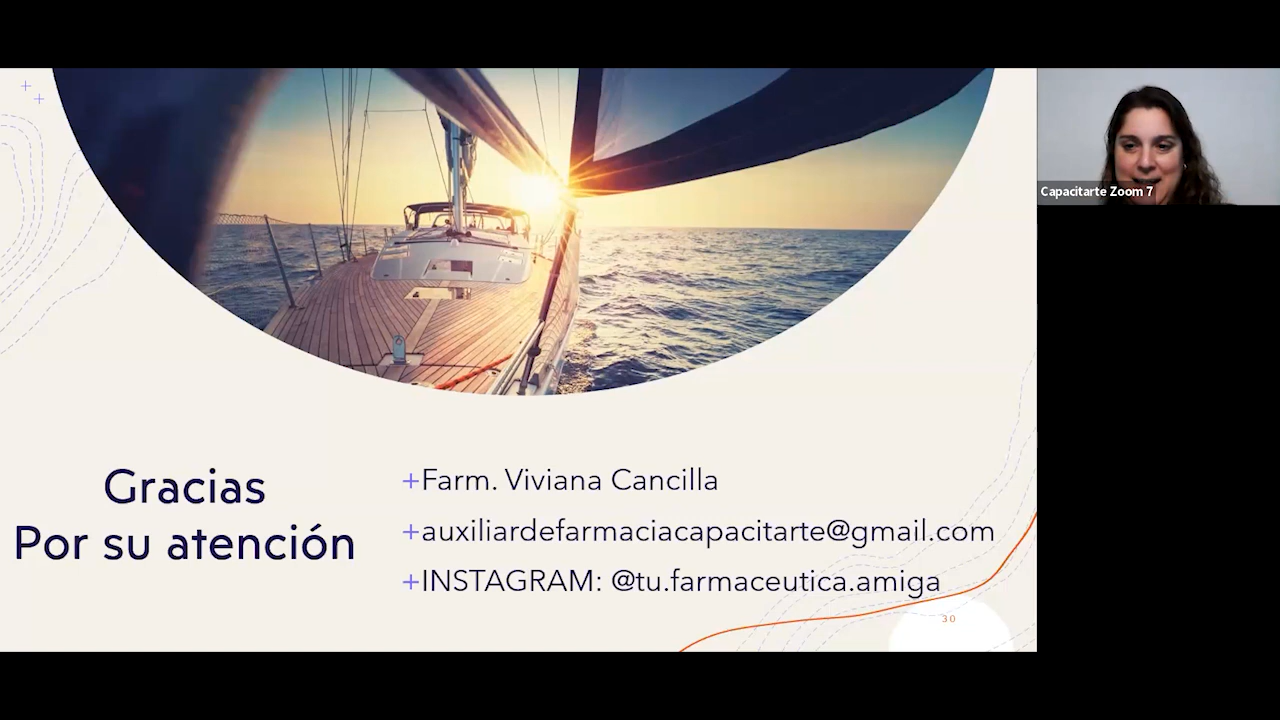 Capacitarte Zoom 7
Gracias
Por su atención
+Farm. Viviana Cancilla
+auxiliardefarmaciacapacitarte@gmail.com
+INSTAGRAM: @tu.farmaceutica.amiga
30